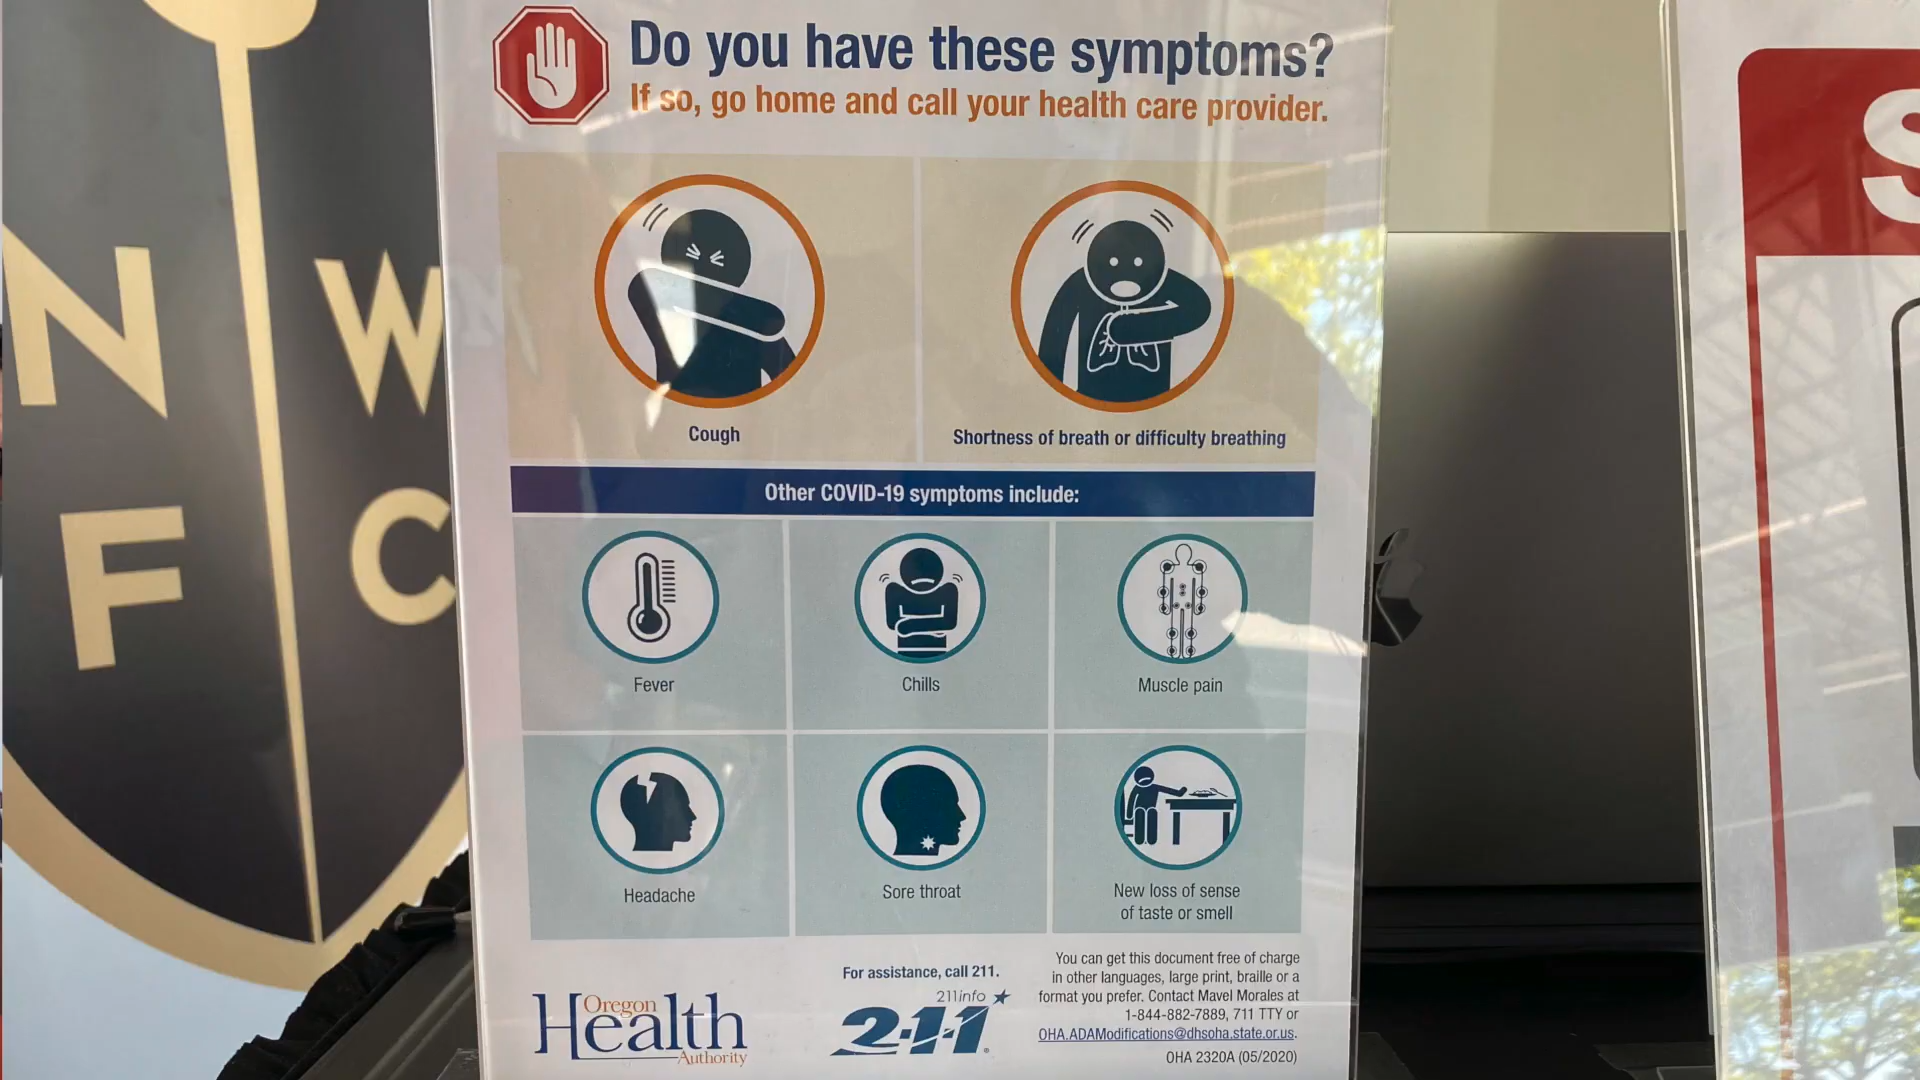 N W
F C
Do you have these symptoms?
If so, go home and call your health care provider.
Cough
Shortness of breath or difficulty breathing
Other COVID-19 symptoms include:
Fever
Chills
Muscle pain
Headache
Sore throat
New loss of sense
of taste or smell
Oregon
Health
Authority
For assistance, call 211.
211info
2-1-1
You can get this document free of charge
in other languages, large print, braille or a
format you prefer. Contact Mavel Morales at
1-844-882-7889, 711 TTY or
OHA.ADAModifications@dhsoha.state.or.us.
OHA 2320A (05/2020)
S